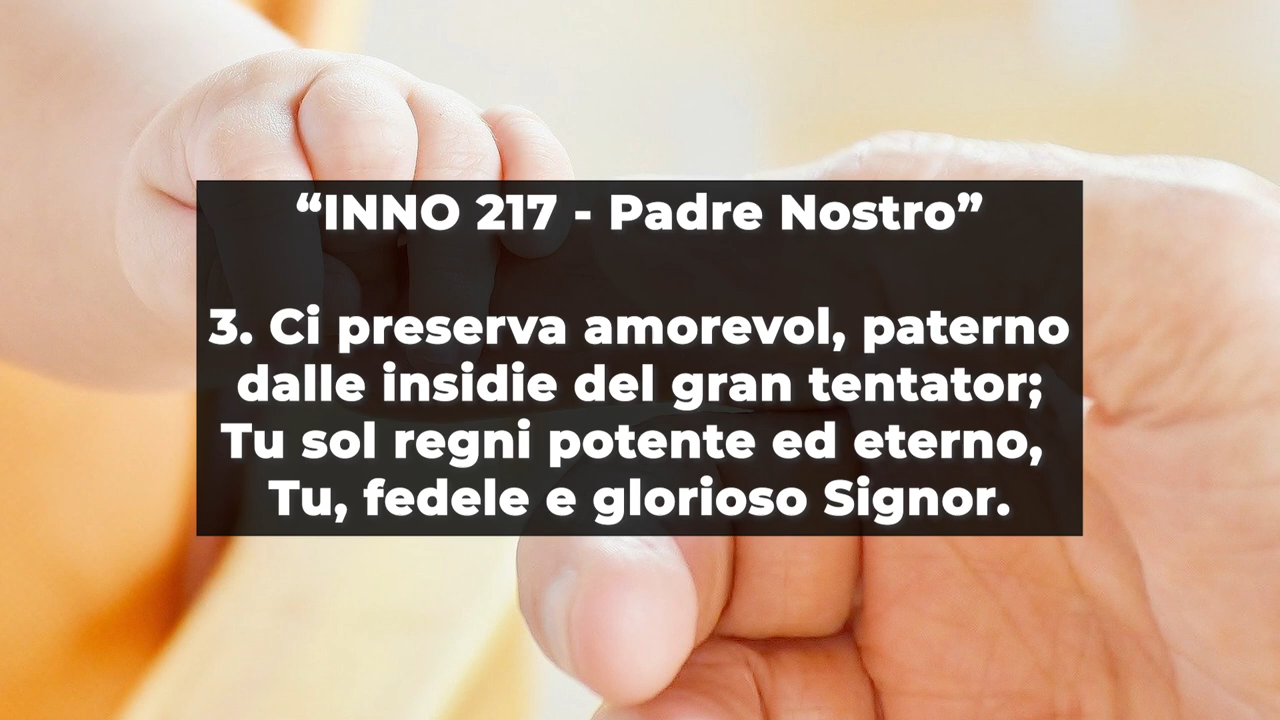 “INNO 217 - Padre Nostro”
3. Ci preserva amorevol, paterno
dalle insidie del gran tentator;
Tu sol regni potente ed eterno,
Tu, fedele e glorioso Signor.